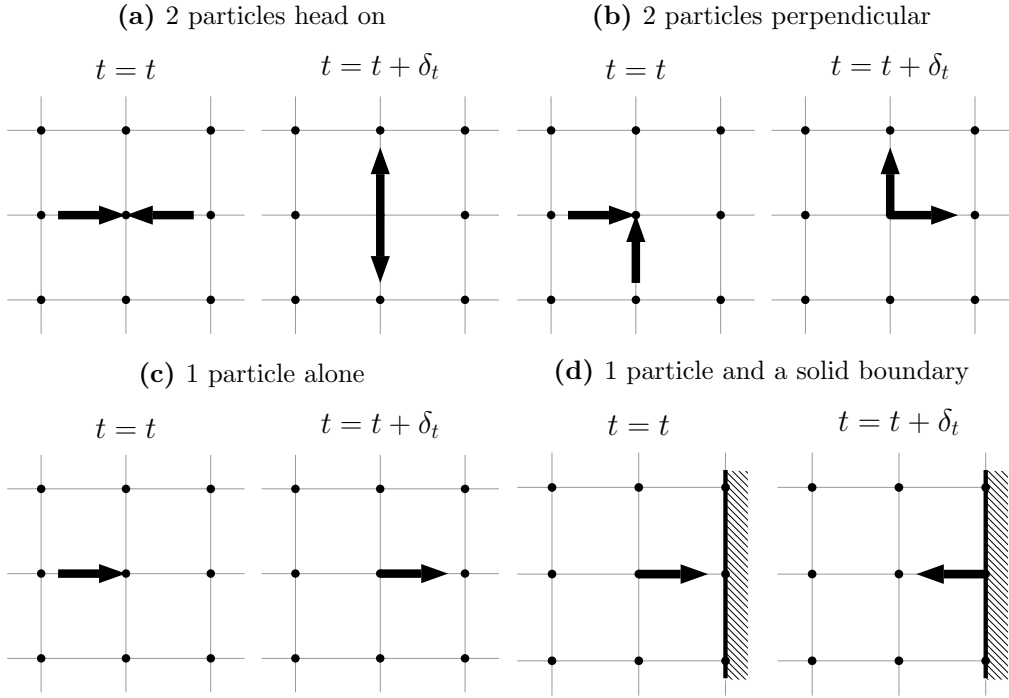 (a) 2 particles head on
t = t
t = t + δₜ
(b) 2 particles perpendicular
t = t
t = t + δₜ
(c) 1 particle alone
t = t
t = t + δₜ
(d) 1 particle and a solid boundary
t = t
t = t + δₜ